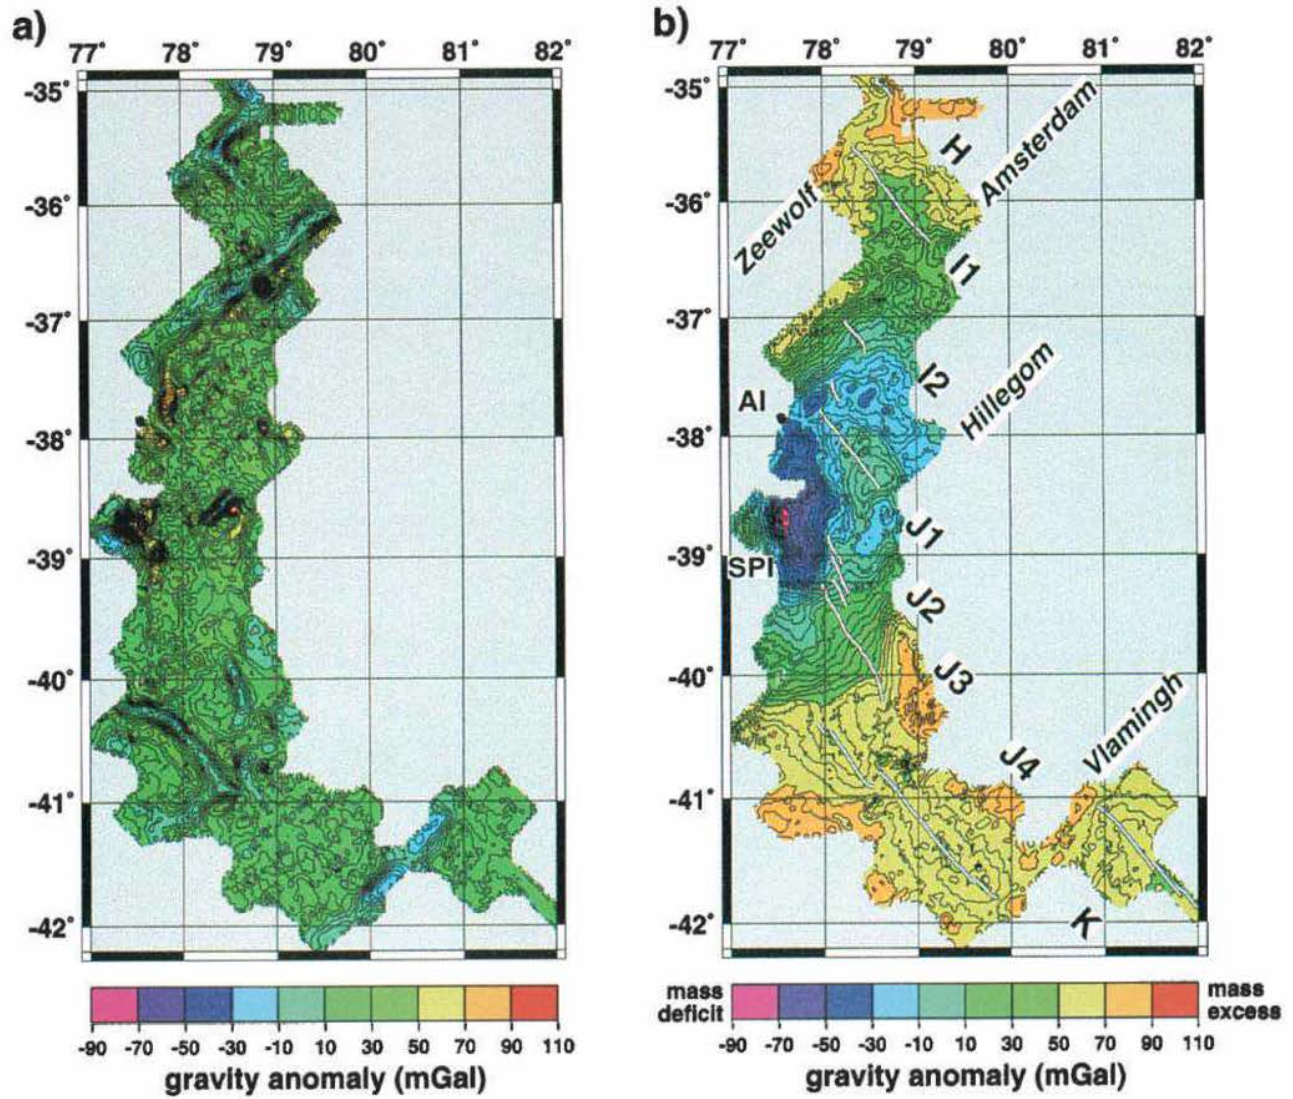 a)
77° 78° 79° 80° 81° 82°
-35°
-36°
-37°
-38°
-39°
-40°
-41°
-42°
-90 -70 -50 -30 -10 10 30 50 70 90 110
gravity anomaly (mGal)
b)
77° 78° 79° 80° 81° 82°
-35°
-36°
-37°
-38°
-39°
-40°
-41°
-42°
H
Amsterdam
Zeewolf
I1
I2
AI
Hillegom
J1
SPI
J2
J3
Vlamingh
J4
K
mass deficit
mass excess
-90 -70 -50 -30 -10 10 30 50 70 90 110
gravity anomaly (mGal)